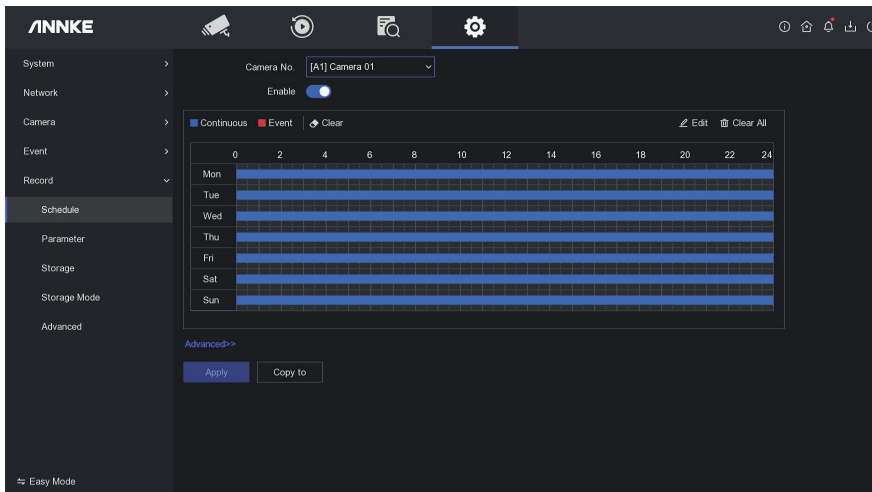 ANNKE
System
Camera No. [A1] Camera 01
Network
Enable
Camera
Continuous Event Clear Edit Clear All
Event
0 2 4 6 8 10 12 14 16 18 20 22 24
Record
Mon
Tue
Schedule
Wed
Parameter
Thu
Fri
Storage
Sat
Storage Mode
Sun
Advanced
Advanced>>
Apply Copy to
Easy Mode